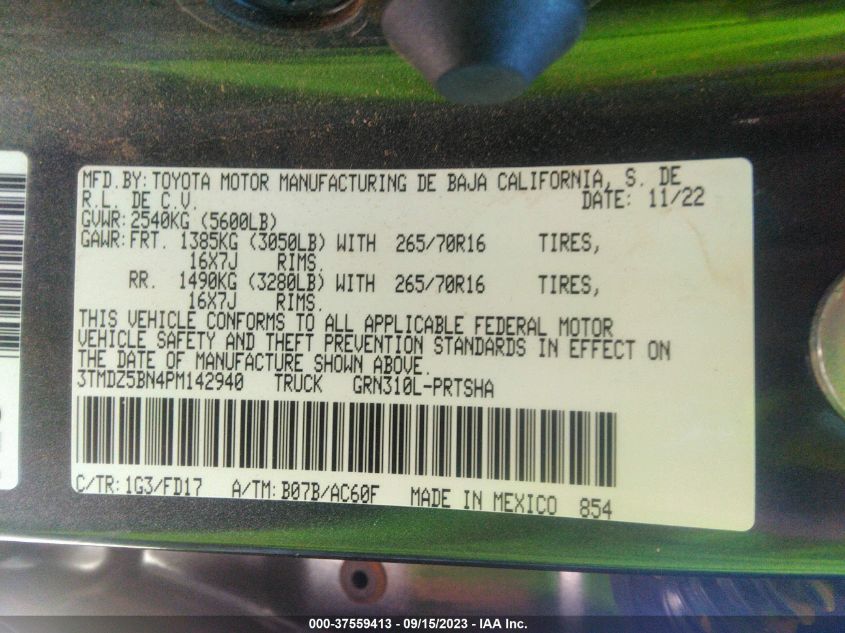 MFD.BY:TOYOTA MOTOR MANUFACTURING DE BAJA CALIFORNIA, S. DE
R.L. DE C.V. DATE: 11/22
GVWR:2540KG (5600LB)
GAWR:FRT. 1385KG (3050LB) WITH 265/70R16 TIRES,
16X7J RIMS.
RR. 1490KG (3280LB) WITH 265/70R16 TIRES,
16X7J RIMS.
THIS VEHICLE CONFORMS TO ALL APPLICABLE FEDERAL MOTOR
VEHICLE SAFETY AND THEFT PREVENTION STANDARDS IN EFFECT ON
THE DATE OF MANUFACTURE SHOWN ABOVE.
3TMDZ5BN4PM142940 TRUCK GRN310L-PRTSHA
C/TR:1G3/FD17 A/TM:B07B/AC60F MADE IN MEXICO 854
000-37559413 - 09/15/2023 - IAA Inc.